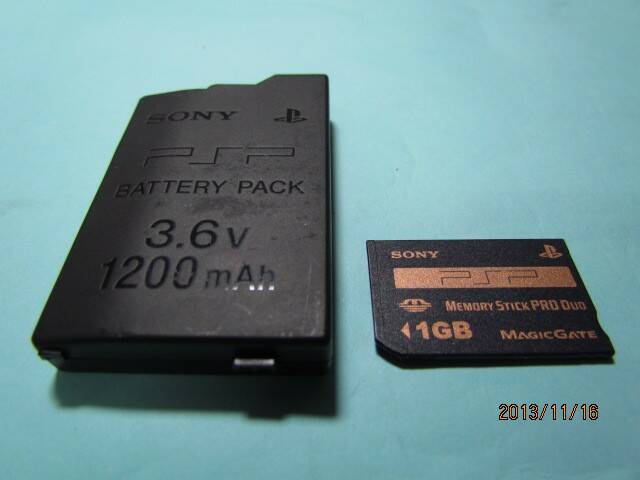 SONY
PSP
BATTERY PACK
3.6V
1200mAh
SONY
PSP
MEMORY STICK PRO DUO
1GB MAGICGATE
2013/11/16